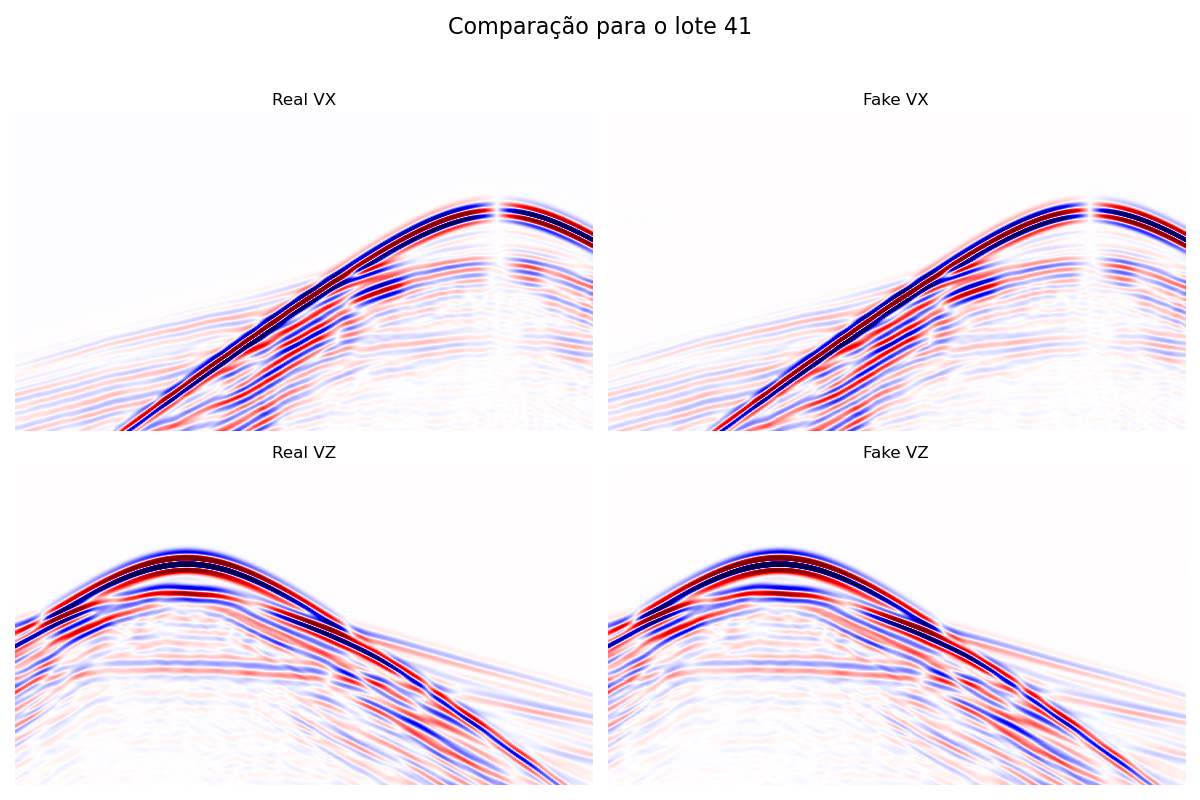 Comparação para o lote 41
Real VX
Fake VX
Real VZ
Fake VZ